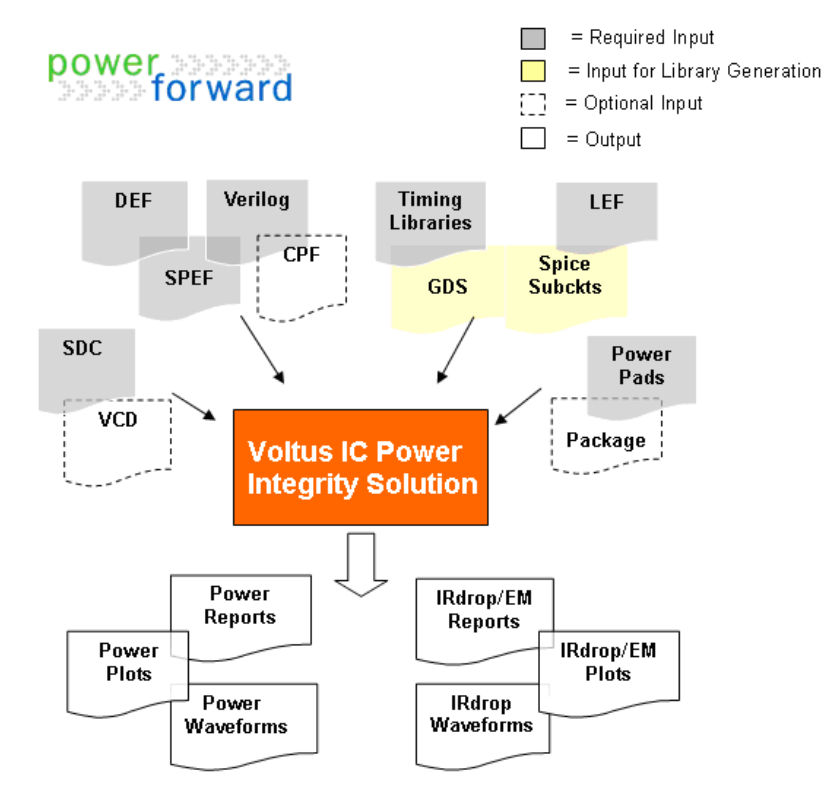 power
forward
= Required Input
= Input for Library Generation
= Optional Input
= Output
DEF
Verilog
SPEF
CPF
Timing
Libraries
LEF
GDS
Spice
Subckts
SDC
VCD
Power
Pads
Package
Voltus IC Power
Integrity Solution
Power
Reports
Power
Plots
Power
Waveforms
IRdrop/EM
Reports
IRdrop/EM
Plots
IRdrop
Waveforms